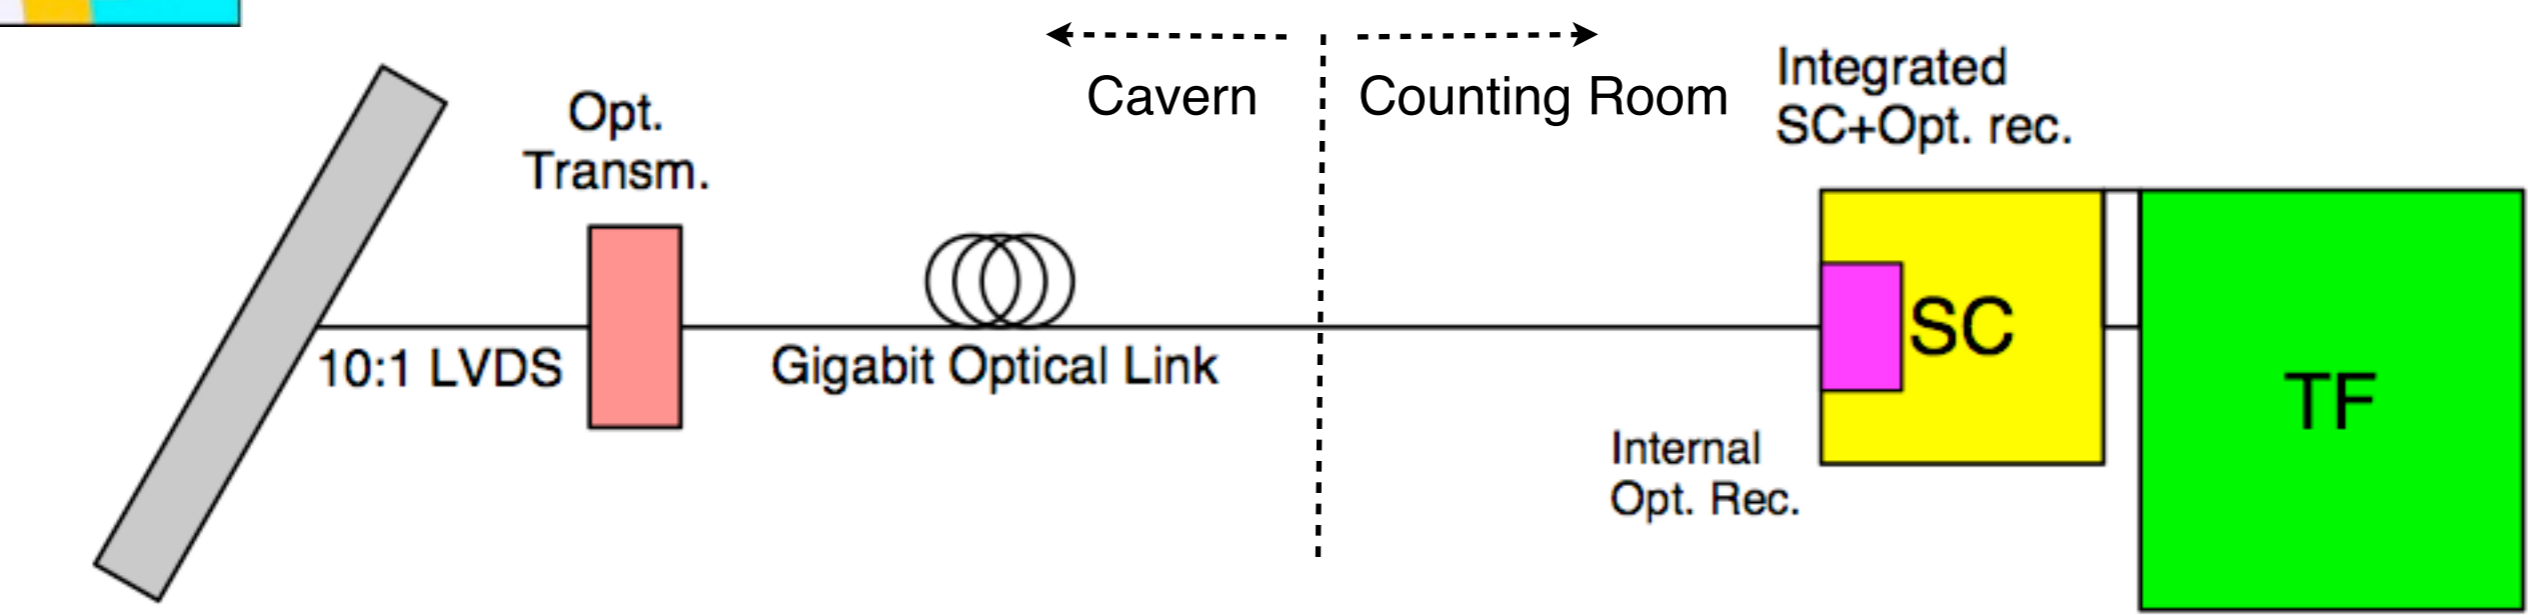 Opt.
Transm.
Cavern
Counting Room
Integrated
SC+Opt. rec.
10:1 LVDS
Gigabit Optical Link
SC
TF
Internal
Opt. Rec.